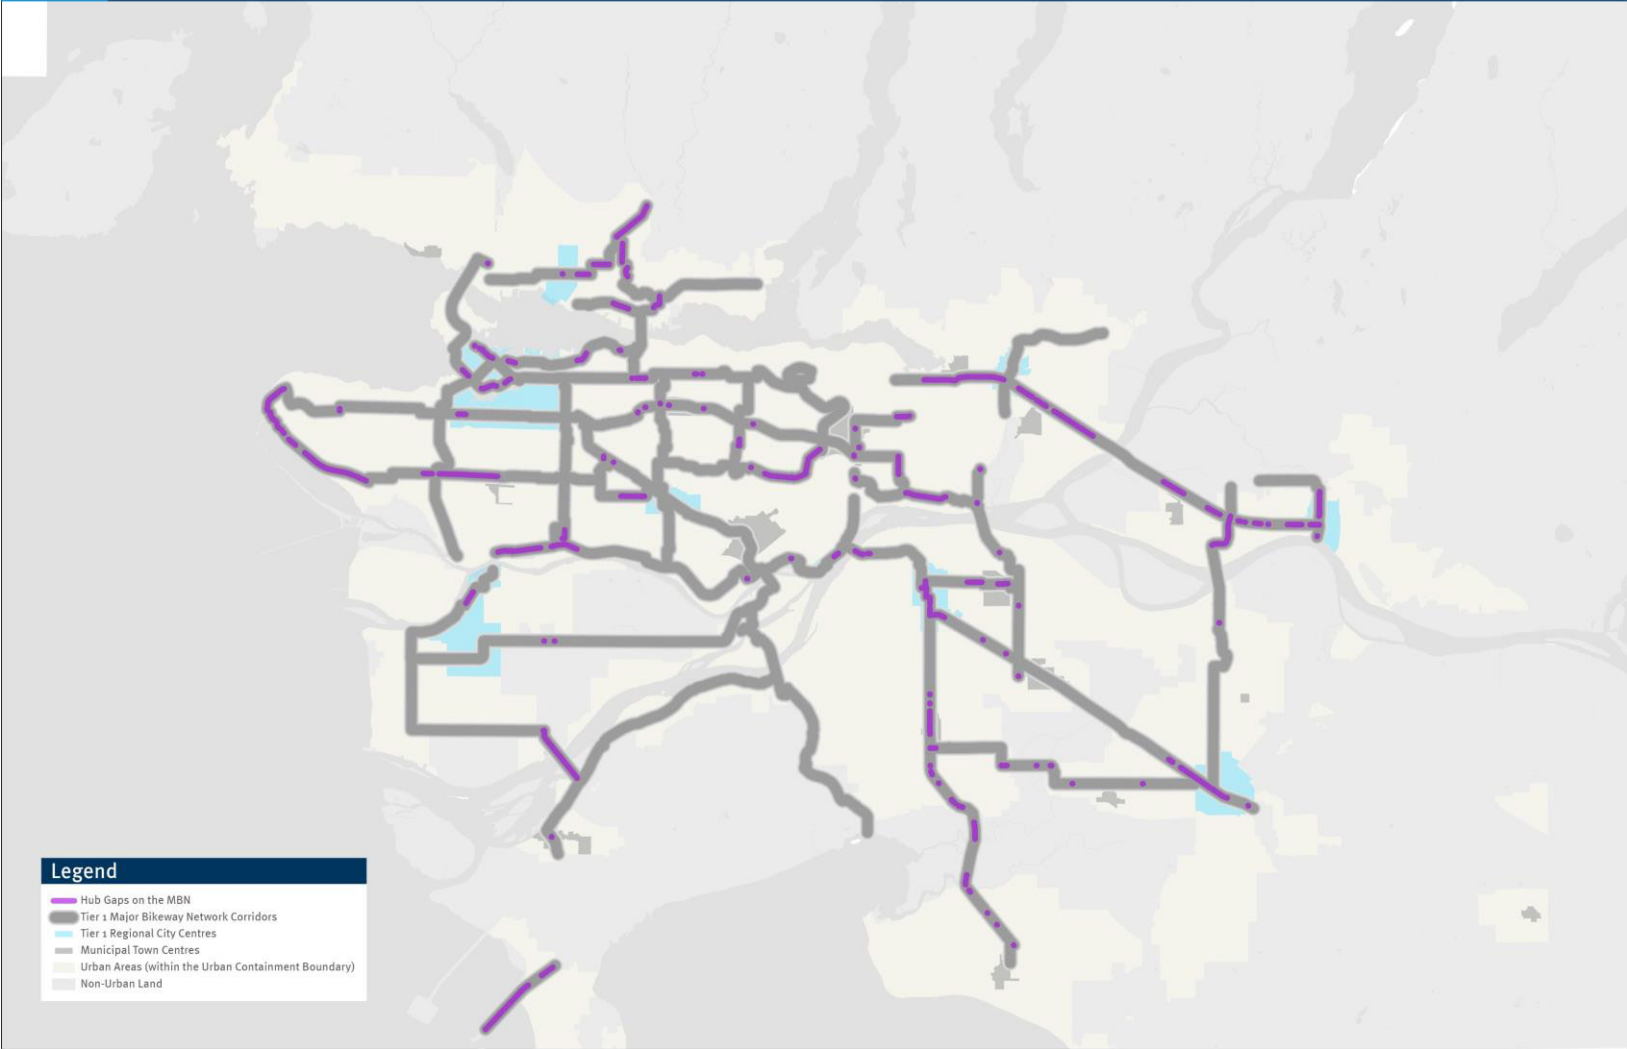 Legend
Hub Gaps on the MBN
Tier 1 Major Bikeway Network Corridors
Tier 1 Regional City Centres
Municipal Town Centres
Urban Areas (within the Urban Containment Boundary)
Non-Urban Land